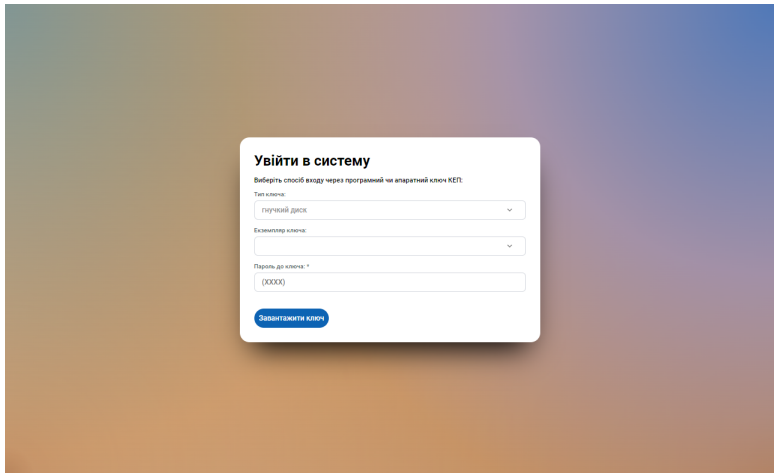 Увійти в систему
Виберіть спосіб входу через програмний чи апаратний ключ КЕП:
Тип ключа:
гнучкий диск
Екземпляр ключа:
Пароль до ключа: *
(XXXX)
Завантажити ключ